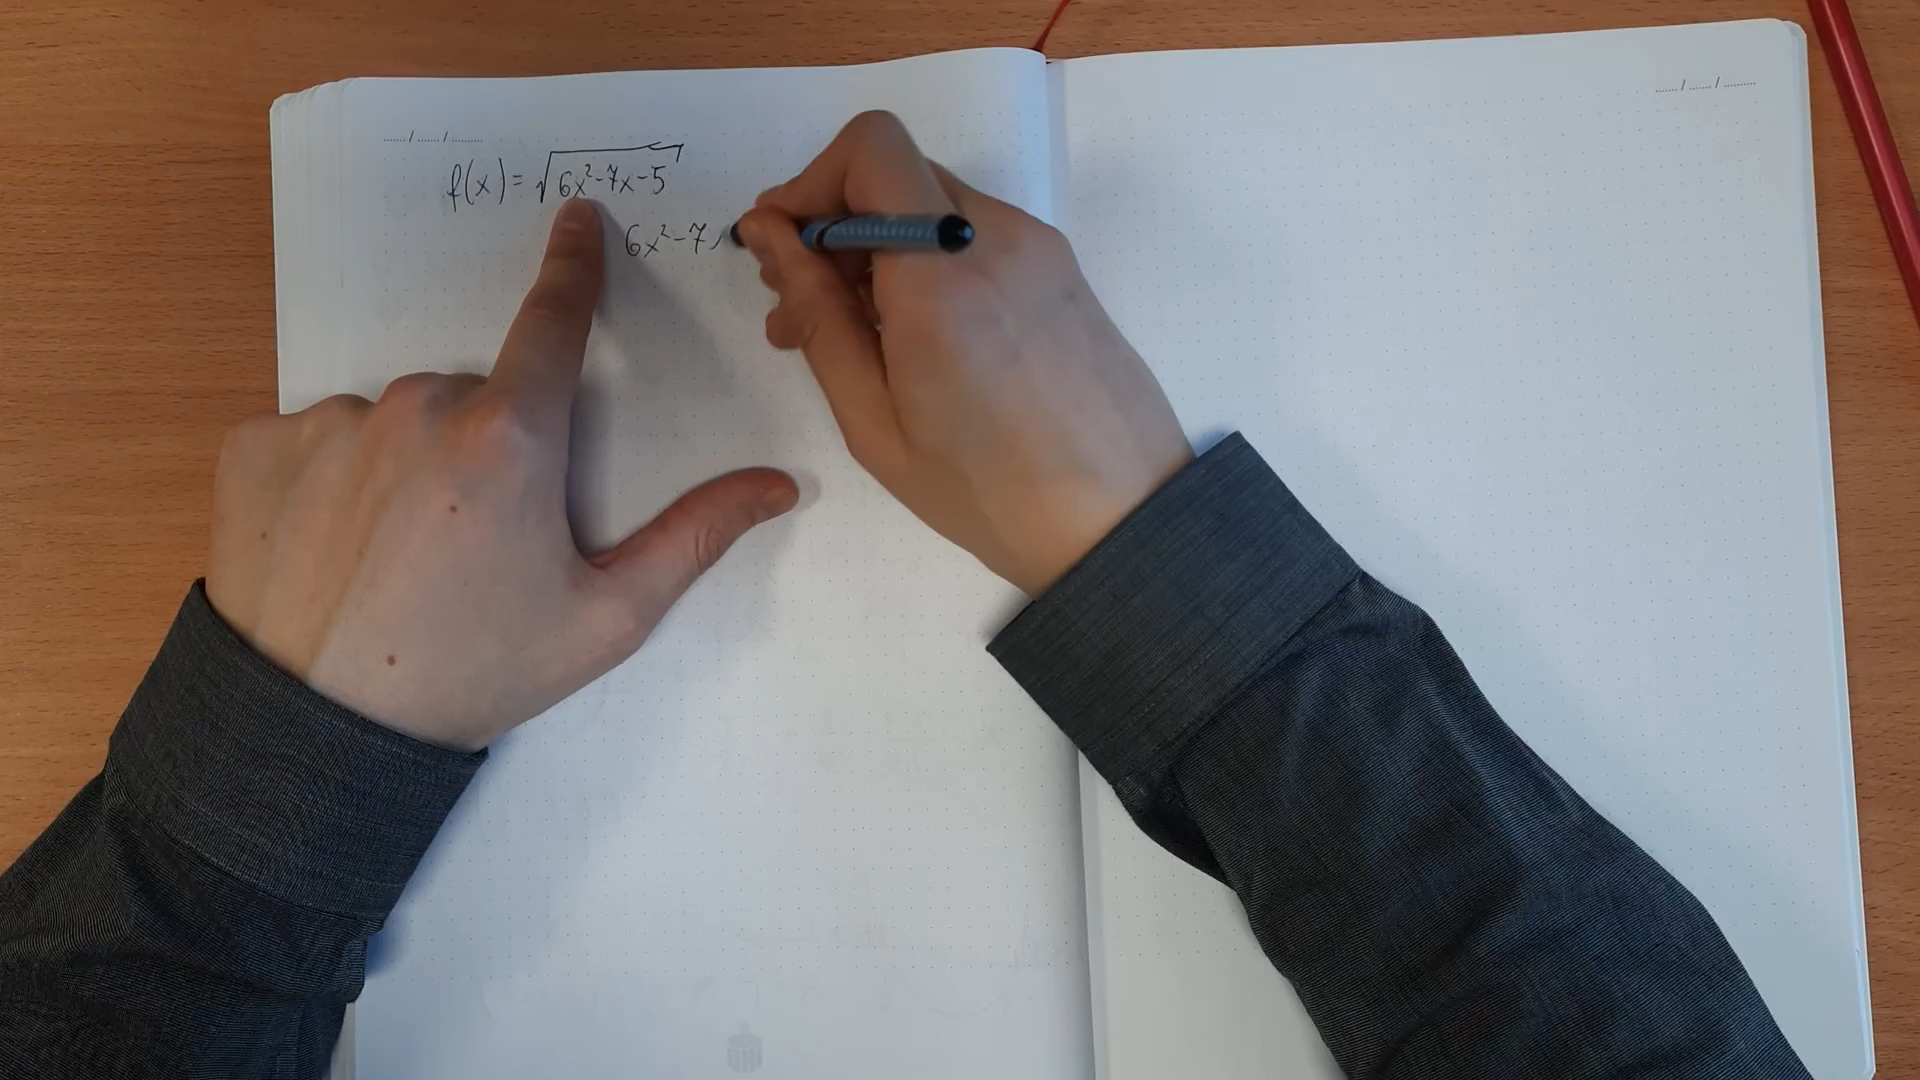 ...... / ...... / .........
...... / ...... / .........
f(x) = √(6x²-7x-5)
6x²-7